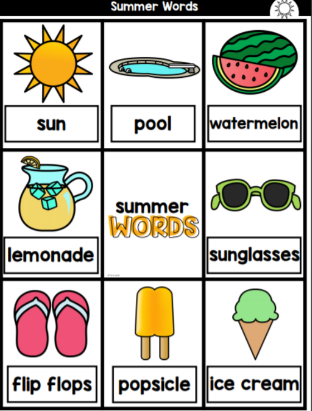 Summer Words
sun
pool
watermelon
lemonade
summer
WORDS
sunglasses
flip flops
popsicle
ice cream